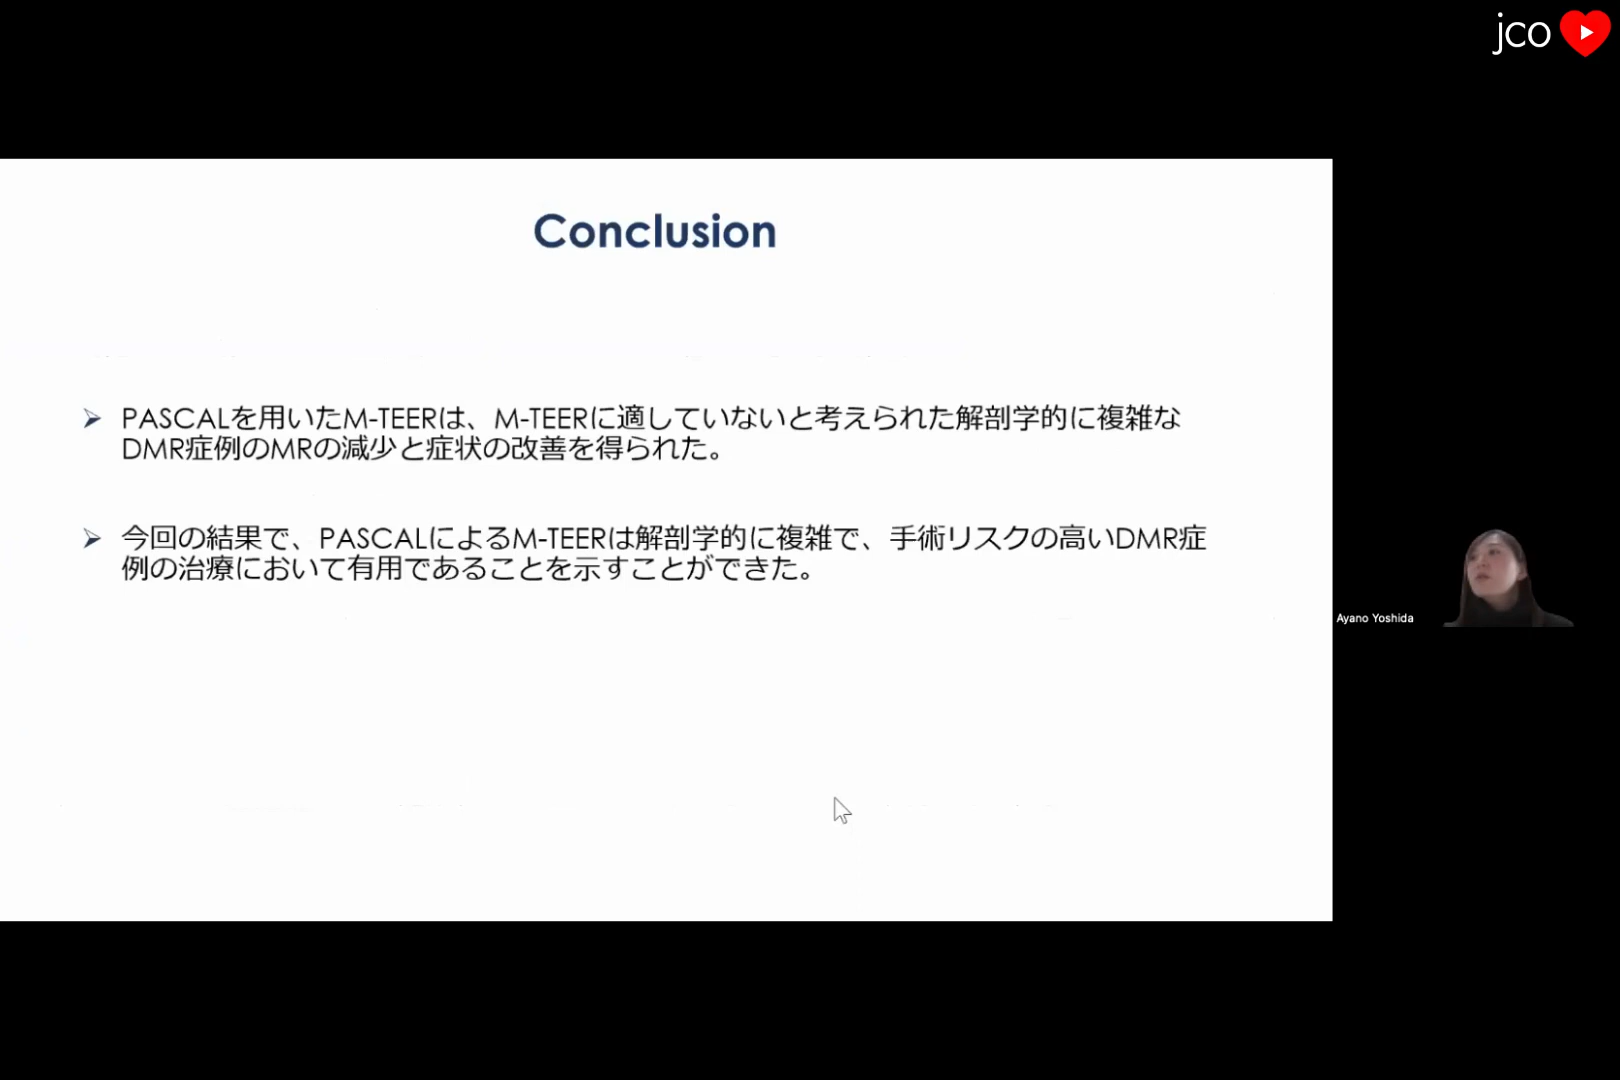 jco
Conclusion
➢ PASCALを用いたM-TEERは、M-TEERに適していないと考えられた解剖学的に複雑な
DMR症例のMRの減少と症状の改善を得られた。
➢ 今回の結果で、PASCALによるM-TEERは解剖学的に複雑で、手術リスクの高いDMR症
例の治療において有用であることを示すことができた。
Ayano Yoshida